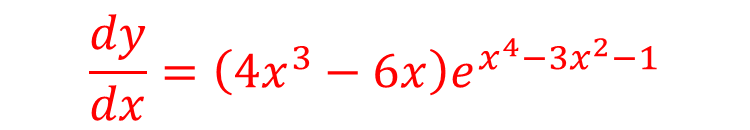 dy/dx = (4x³ − 6x)e^(x⁴−3x²−1)